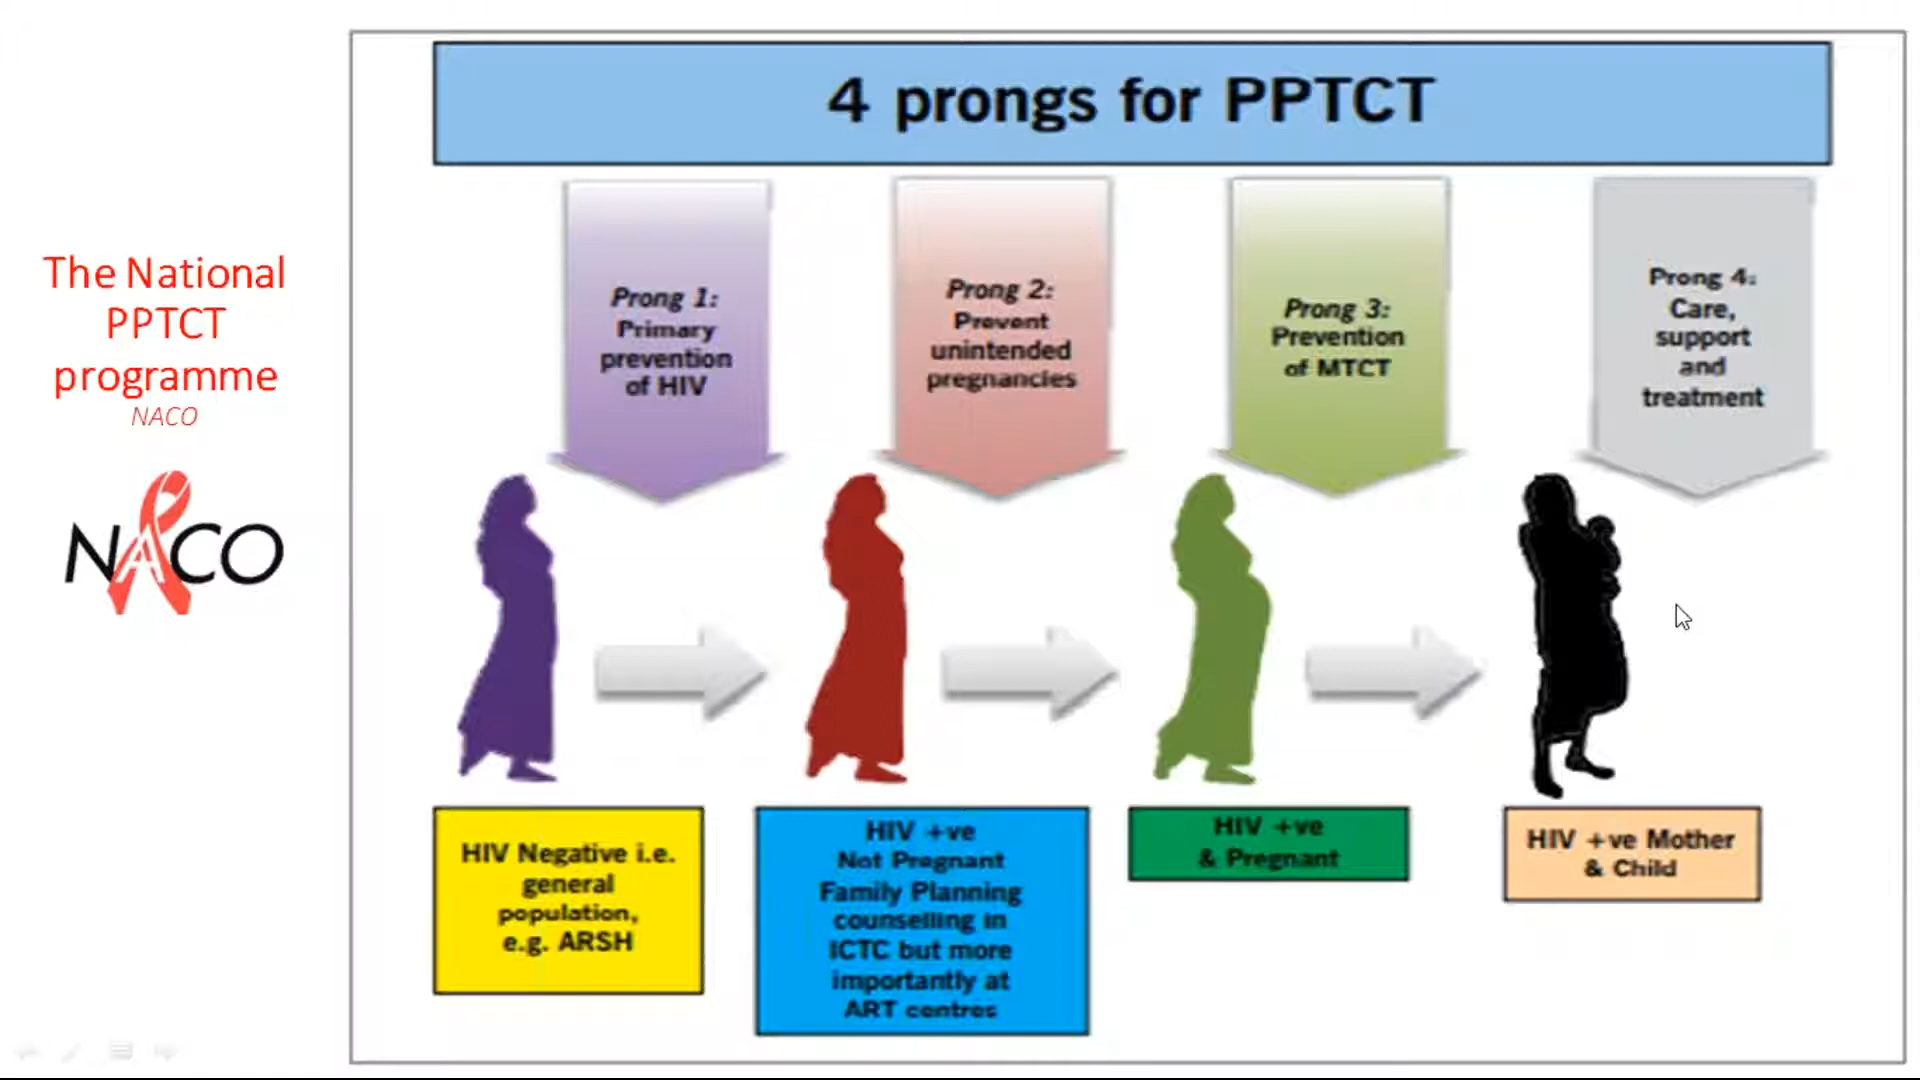 The National
PPTCT
programme
NACO
NACO
4 prongs for PPTCT
Prong 1:
Primary
prevention
of HIV
Prong 2:
Prevent
unintended
pregnancies
Prong 3:
Prevention
of MTCT
Prong 4:
Care,
support
and
treatment
HIV Negative i.e.
general
population,
e.g. ARSH
HIV +ve
Not Pregnant
Family Planning
counselling in
ICTC but more
importantly at
ART centres
HIV +ve
& Pregnant
HIV +ve Mother
& Child